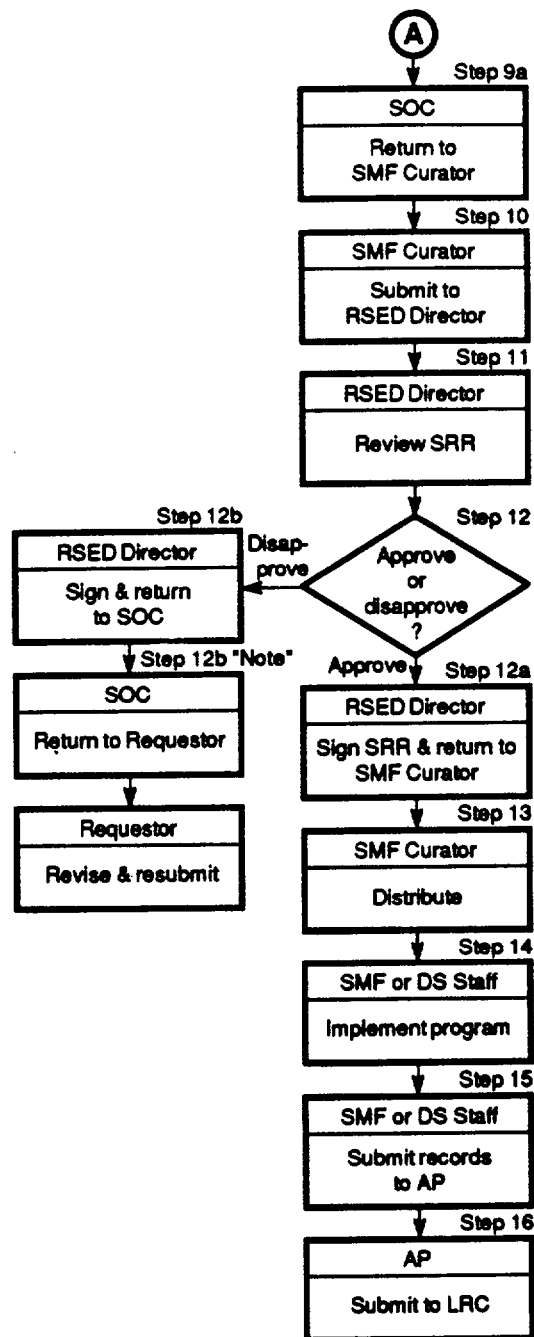 A
Step 9a
SOC
Return to
SMF Curator
Step 10
SMF Curator
Submit to
RSED Director
Step 11
RSED Director
Review SRR
Step 12
Approve
or
disapprove
?
Disap-
prove
Step 12b
RSED Director
Sign & return
to SOC
Step 12b "Note"
SOC
Return to Requestor
Requestor
Revise & resubmit
Approve
Step 12a
RSED Director
Sign SRR & return to
SMF Curator
Step 13
SMF Curator
Distribute
Step 14
SMF or DS Staff
Implement program
Step 15
SMF or DS Staff
Submit records
to AP
Step 16
AP
Submit to LRC